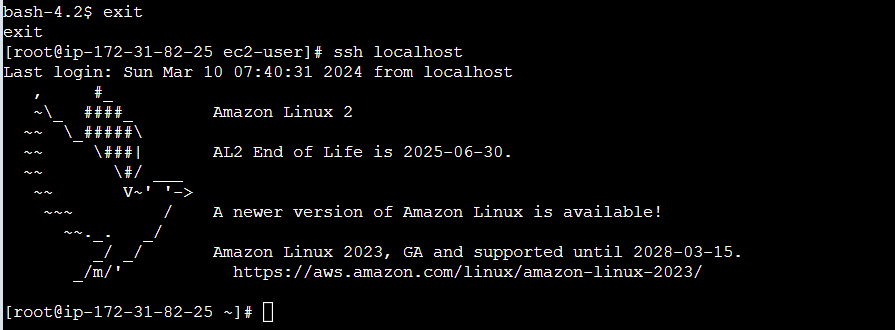 bash-4.2$ exit
exit
[root@ip-172-31-82-25 ec2-user]# ssh localhost
Last login: Sun Mar 10 07:40:31 2024 from localhost
   ,     #_
   ~\_  ####_        Amazon Linux 2
  ~~  \_#####\
  ~~     \###|       AL2 End of Life is 2025-06-30.
  ~~       \#/ ___
   ~~       V~' '->
    ~~~         /    A newer version of Amazon Linux is available!
      ~~._.   _/
         _/ _/       Amazon Linux 2023, GA and supported until 2028-03-15.
       _/m/'           https://aws.amazon.com/linux/amazon-linux-2023/
[root@ip-172-31-82-25 ~]#